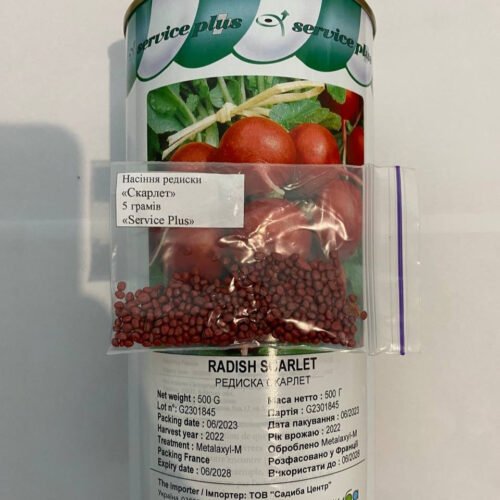 service plus
service plus
Насіння редиски
«Скарлет»
5 грамів
«Service Plus»
RADISH SCARLET
РЕДИСКА СКАРЛЕТ
Net weight : 500 G
Lot n°: G2301845
Packing date : 06/2023
Harvest year : 2022
Treatment : Metalaxyl-M
Packing France
Expiry date : 06/2028
Маса нетто : 500 Г
Партія : G2301845
Дата пакування : 06/2023
Рік врожаю : 2022
Оброблено Metalaxyl-M
Розфасовано у Франції
Використати до : 06/2028
The importer / Імпортер: ТОВ "Садиба Центр"